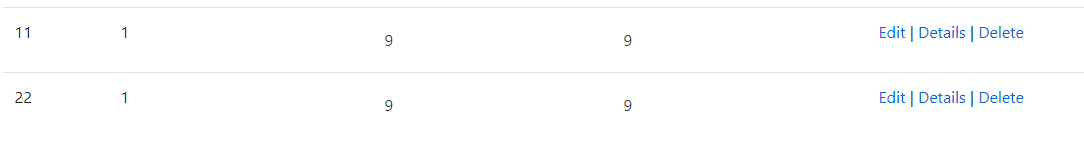 11 1 9 9 Edit | Details | Delete
22 1 9 9 Edit | Details | Delete